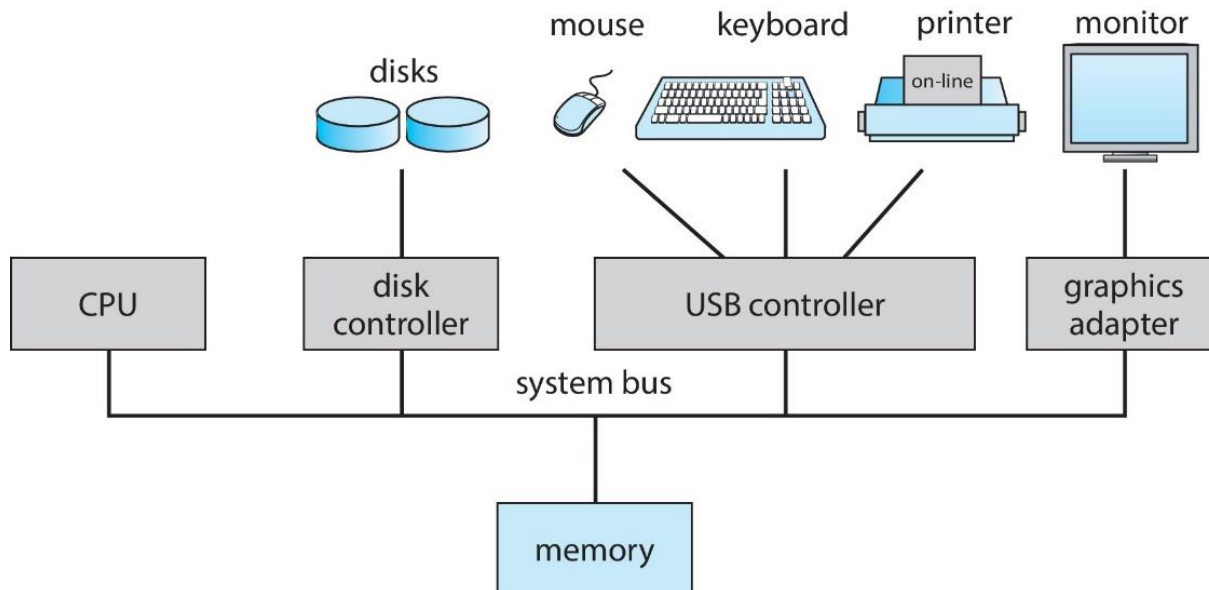 mouse
keyboard
printer
monitor
disks
on-line
CPU
disk
controller
USB controller
graphics
adapter
system bus
memory